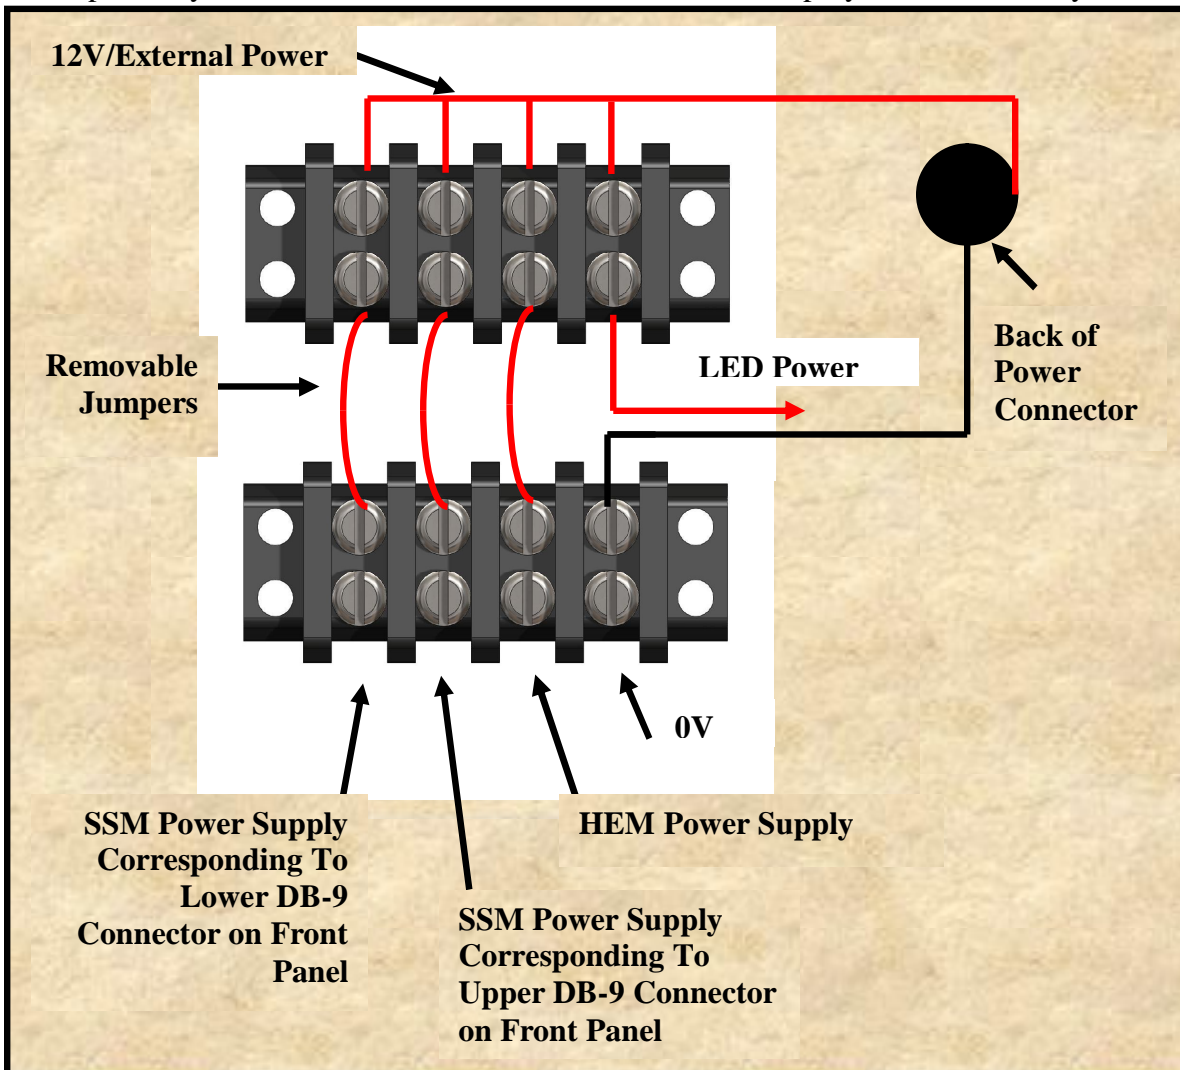 12V/External Power
Removable
Jumpers
LED Power
Back of
Power
Connector
0V
SSM Power Supply
Corresponding To
Lower DB-9
Connector on Front
Panel
HEM Power Supply
SSM Power Supply
Corresponding To
Upper DB-9 Connector
on Front Panel